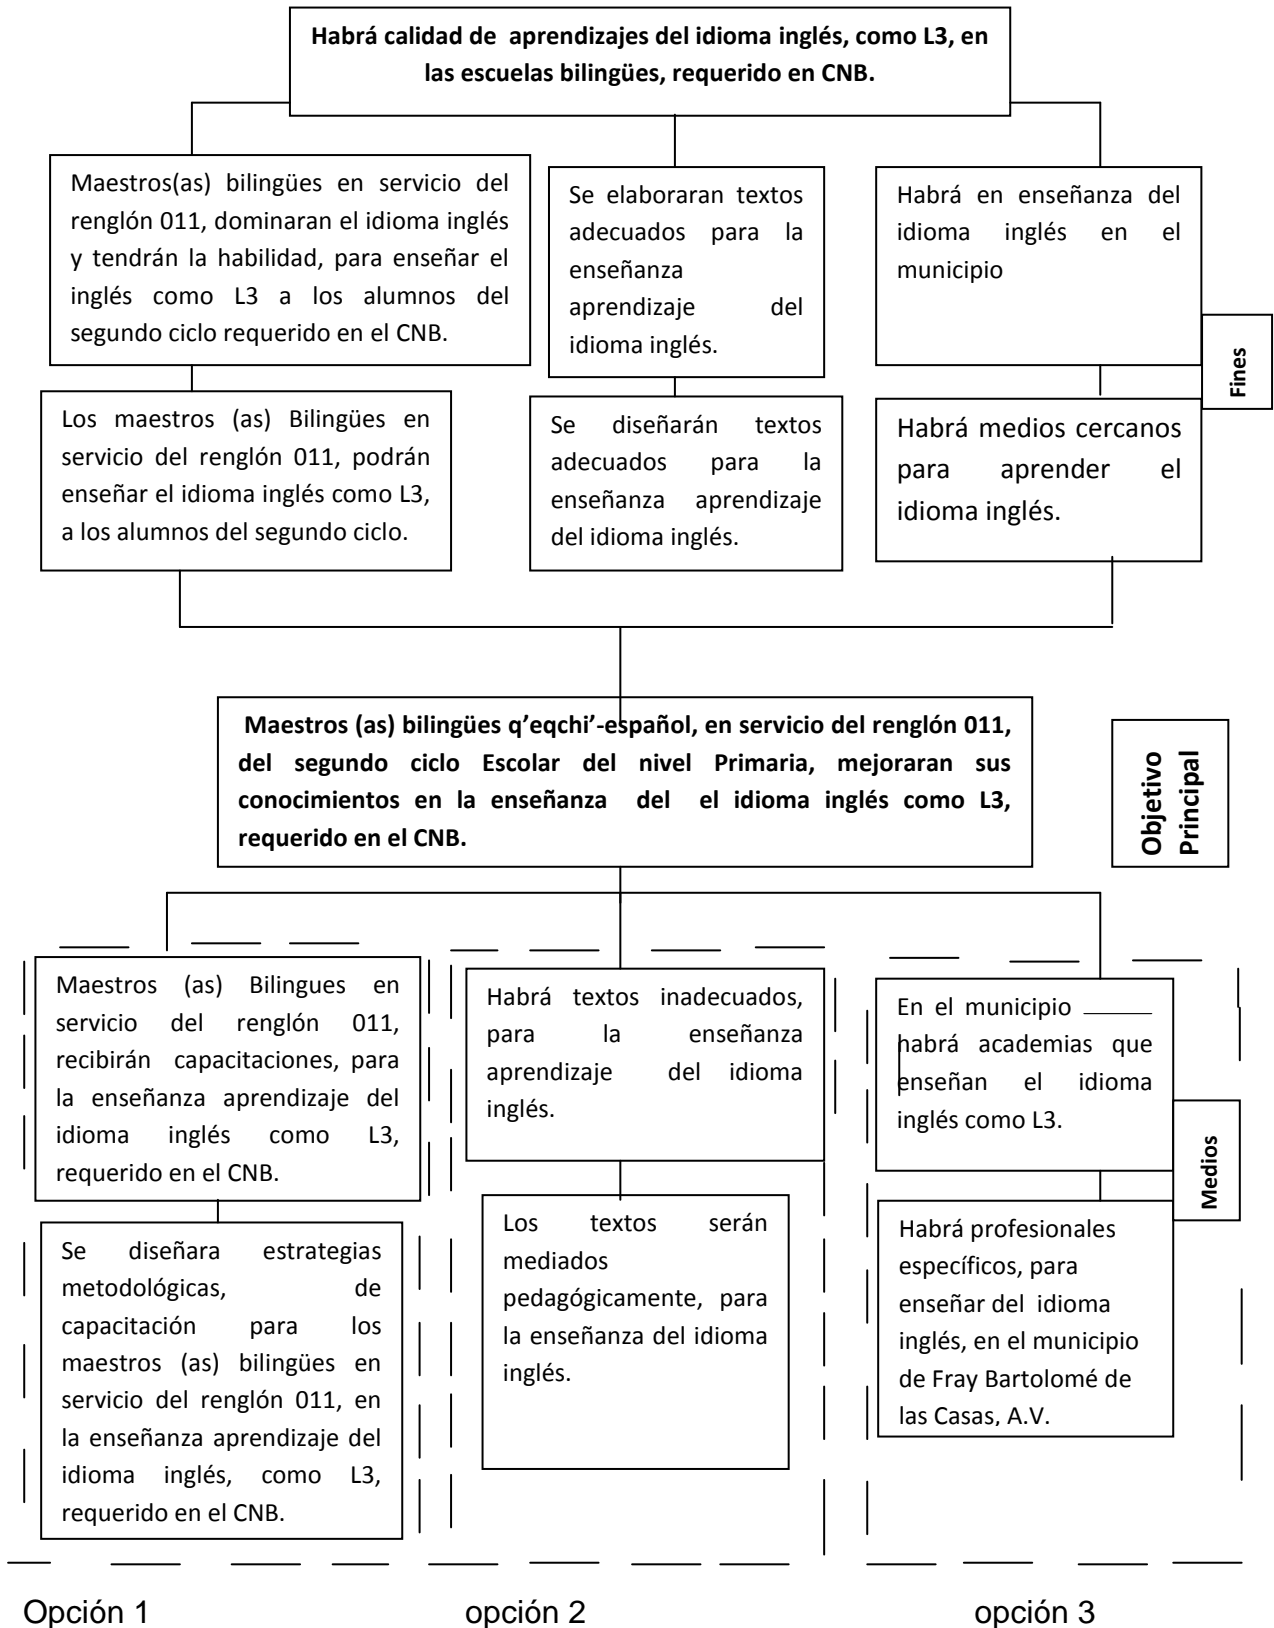 Habrá calidad de aprendizajes del idioma inglés, como L3, en
las escuelas bilingües, requerido en CNB.
Maestros(as) bilingües en servicio del
renglón 011, dominaran el idioma inglés
y tendrán la habilidad, para enseñar el
inglés como L3 a los alumnos del
segundo ciclo requerido en el CNB.
Se elaboraran textos
adecuados para la
enseñanza
aprendizaje del
idioma inglés.
Habrá en enseñanza del
idioma inglés en el
municipio
Fines
Los maestros (as) Bilingües en
servicio del renglón 011, podrán
enseñar el idioma inglés como L3,
a los alumnos del segundo ciclo.
Se diseñarán textos
adecuados para la
enseñanza aprendizaje
del idioma inglés.
Habrá medios cercanos
para aprender el
idioma inglés.
Maestros (as) bilingües q’eqchi’-español, en servicio del renglón 011,
del segundo ciclo Escolar del nivel Primaria, mejoraran sus
conocimientos en la enseñanza del el idioma inglés como L3,
requerido en el CNB.
Objetivo
Principal
Maestros (as) Bilingues en
servicio del renglón 011,
recibirán capacitaciones, para
la enseñanza aprendizaje del
idioma inglés como L3,
requerido en el CNB.
Habrá textos inadecuados,
para la enseñanza
aprendizaje del idioma
inglés.
En el municipio
habrá academias que
enseñan el idioma
inglés como L3.
Medios
Se diseñara estrategias
metodológicas, de
capacitación para los
maestros (as) bilingües en
servicio del renglón 011, en
la enseñanza aprendizaje del
idioma inglés, como L3,
requerido en el CNB.
Los textos serán
mediados
pedagógicamente, para
la enseñanza del idioma
inglés.
Habrá profesionales
específicos, para
enseñar del idioma
inglés, en el municipio
de Fray Bartolomé de
las Casas, A.V.
Opción 1
opción 2
opción 3